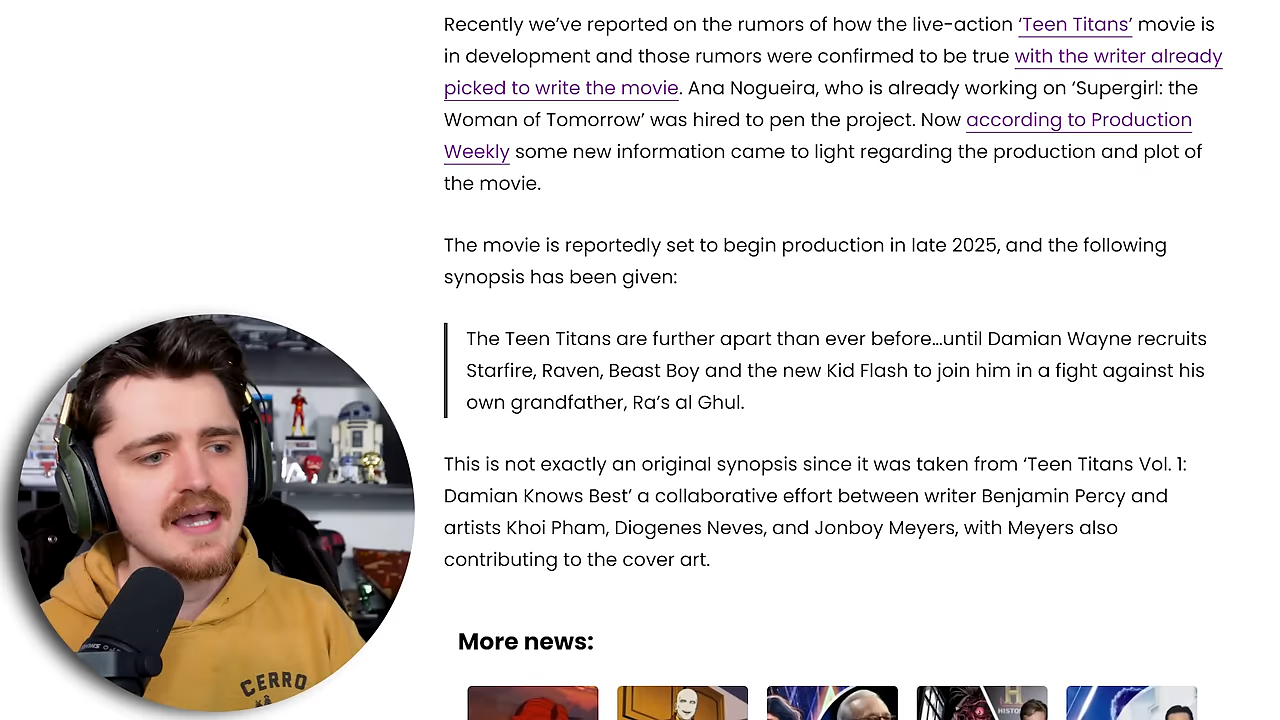 Recently we’ve reported on the rumors of how the live-action ‘Teen Titans’ movie is
in development and those rumors were confirmed to be true with the writer already
picked to write the movie. Ana Nogueira, who is already working on ‘Supergirl: the
Woman of Tomorrow’ was hired to pen the project. Now according to Production
Weekly some new information came to light regarding the production and plot of
the movie.
The movie is reportedly set to begin production in late 2025, and the following
synopsis has been given:
The Teen Titans are further apart than ever before…until Damian Wayne recruits
Starfire, Raven, Beast Boy and the new Kid Flash to join him in a fight against his
own grandfather, Ra’s al Ghul.
This is not exactly an original synopsis since it was taken from ‘Teen Titans Vol. 1:
Damian Knows Best’ a collaborative effort between writer Benjamin Percy and
artists Khoi Pham, Diogenes Neves, and Jonboy Meyers, with Meyers also
contributing to the cover art.
CERRO
More news:
H
HISTORY